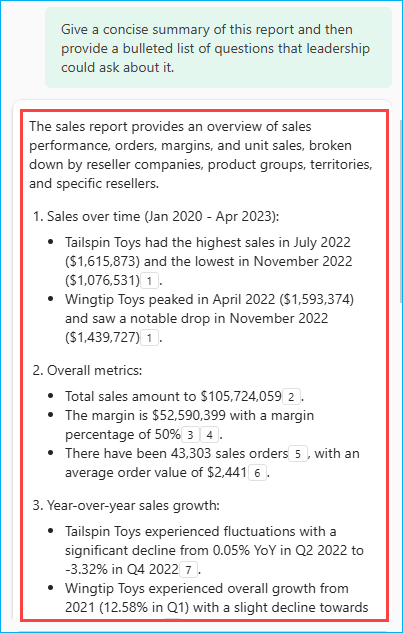 Give a concise summary of this report and then
provide a bulleted list of questions that leadership
could ask about it.
The sales report provides an overview of sales
performance, orders, margins, and unit sales, broken
down by reseller companies, product groups, territories,
and specific resellers.
1. Sales over time (Jan 2020 - Apr 2023):
• Tailspin Toys had the highest sales in July 2022
($1,615,873) and the lowest in November 2022
($1,076,531) 1 .
• Wingtip Toys peaked in April 2022 ($1,593,374)
and saw a notable drop in November 2022
($1,439,727) 1 .
2. Overall metrics:
• Total sales amount to $105,724,059 2 .
• The margin is $52,590,399 with a margin
percentage of 50% 3 4 .
• There have been 43,303 sales orders 5 , with an
average order value of $2,441 6 .
3. Year-over-year sales growth:
• Tailspin Toys experienced fluctuations with a
significant decline from 0.05% YoY in Q2 2022 to
-3.32% in Q4 2022 7 .
• Wingtip Toys experienced overall growth from
2021 (12.58% in Q1) with a slight decline towards